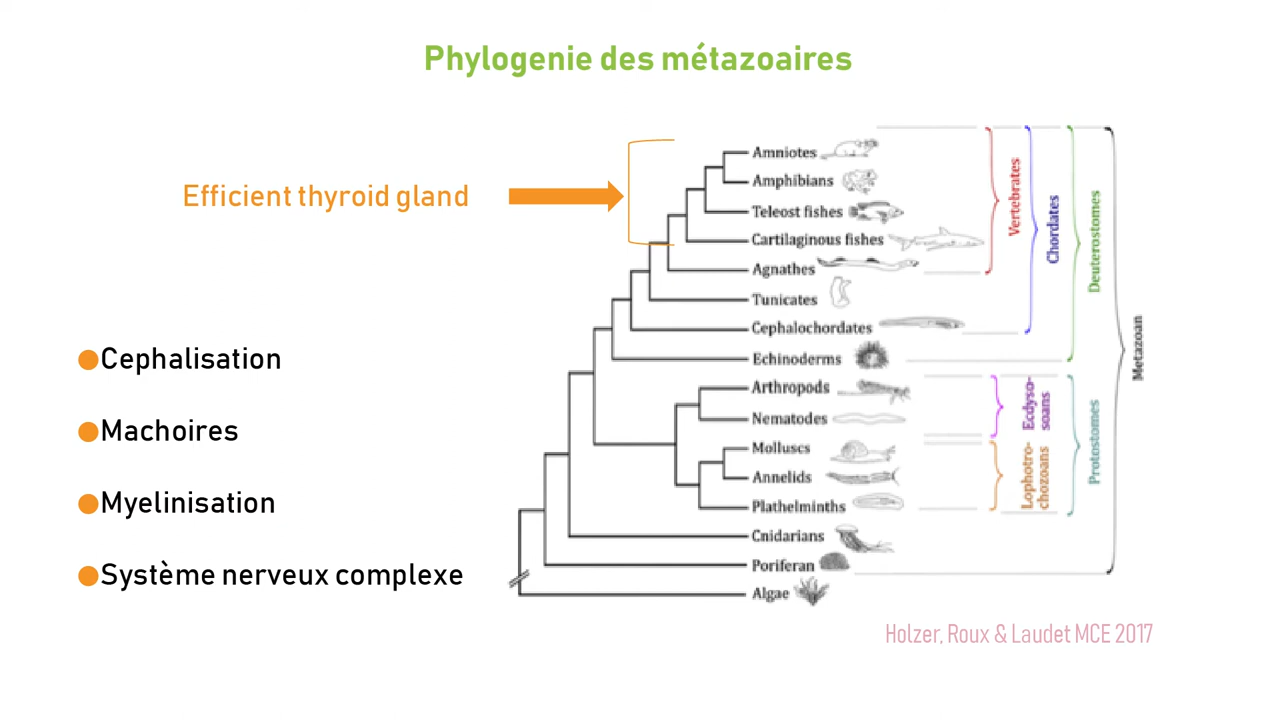 Phylogenie des métazoaires
Efficient thyroid gland
Cephalisation
Machoires
Myelinisation
Système nerveux complexe
Amniotes
Amphibians
Teleost fishes
Cartilaginous fishes
Agnathes
Tunicates
Cephalochordates
Echinoderms
Arthropods
Nematodes
Molluscs
Annelids
Plathelminths
Cnidarians
Poriferan
Algae
Vertebrates
Chordates
Deuterostomes
Ecdyso-
soans
Lophotro-
chozoans
Protostomes
Metazoan
Holzer, Roux & Laudet MCE 2017